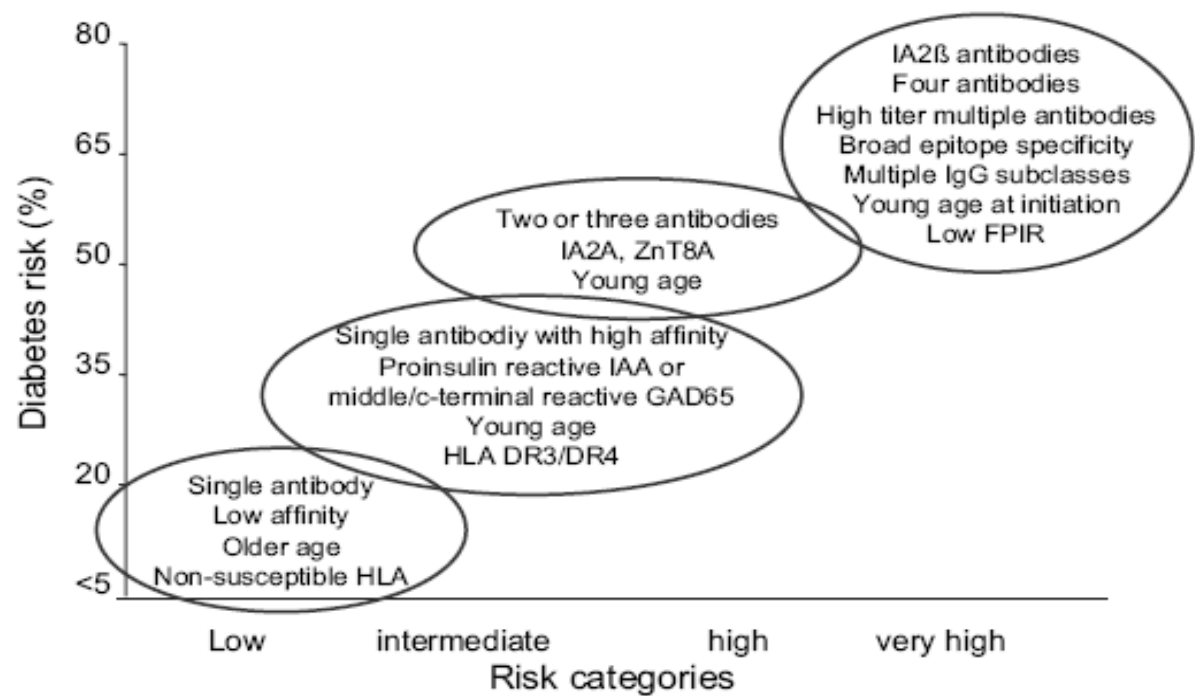 80
65
50
35
20
<5
Diabetes risk (%)
IA2ß antibodies
Four antibodies
High titer multiple antibodies
Broad epitope specificity
Multiple IgG subclasses
Young age at initiation
Low FPIR
Two or three antibodies
IA2A, ZnT8A
Young age
Single antibodiy with high affinity
Proinsulin reactive IAA or
middle/c-terminal reactive GAD65
Young age
HLA DR3/DR4
Single antibody
Low affinity
Older age
Non-susceptible HLA
Low intermediate high very high
Risk categories